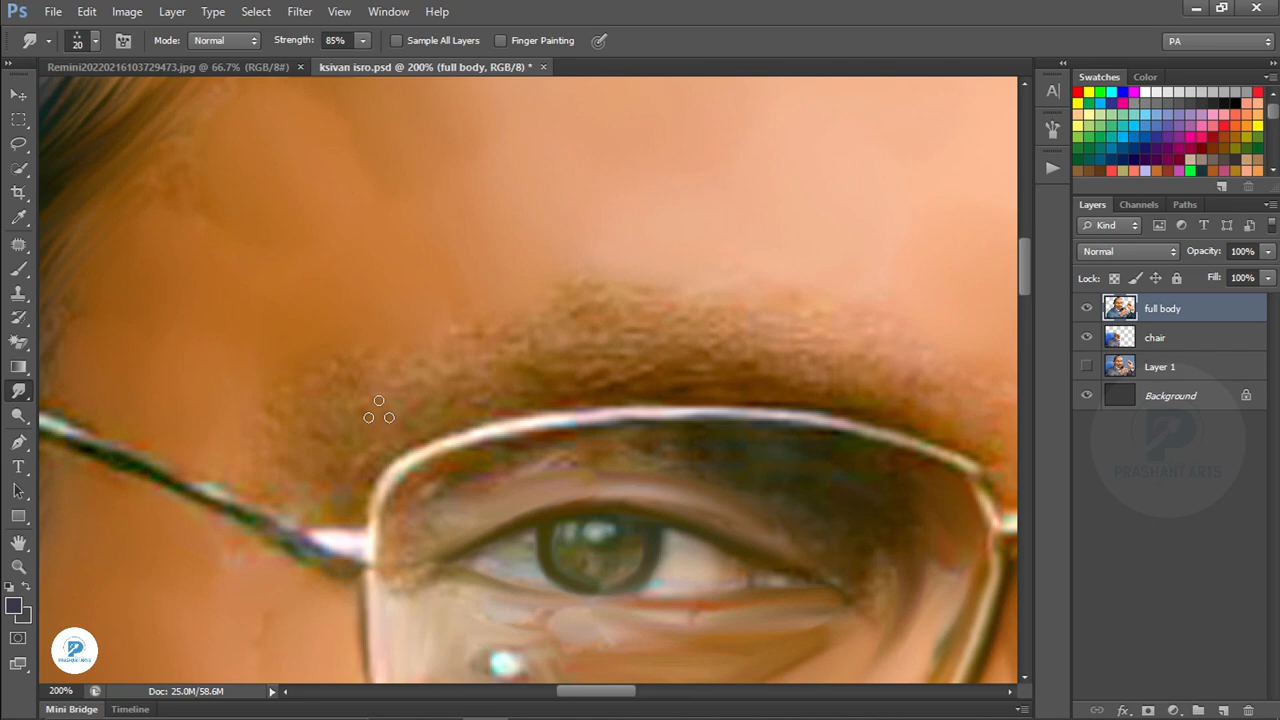 Ps File Edit Image Layer Type Select Filter View Window Help
20 Mode: Normal Strength: 85% Sample All Layers Finger Painting PA
Remini20220216103729473.jpg @ 66.7% (RGB/8#) × ksivan isro.psd @ 200% (full body, RGB/8) * ×
Swatches Color
Layers Channels Paths
Kind T
Normal Opacity: 100%
Lock: Fill: 100%
full body
chair
Layer 1
Background
PRASHANT ARTS
PRASHANT ARTS
200% Doc: 25.0M/58.6M
Mini Bridge Timeline fx